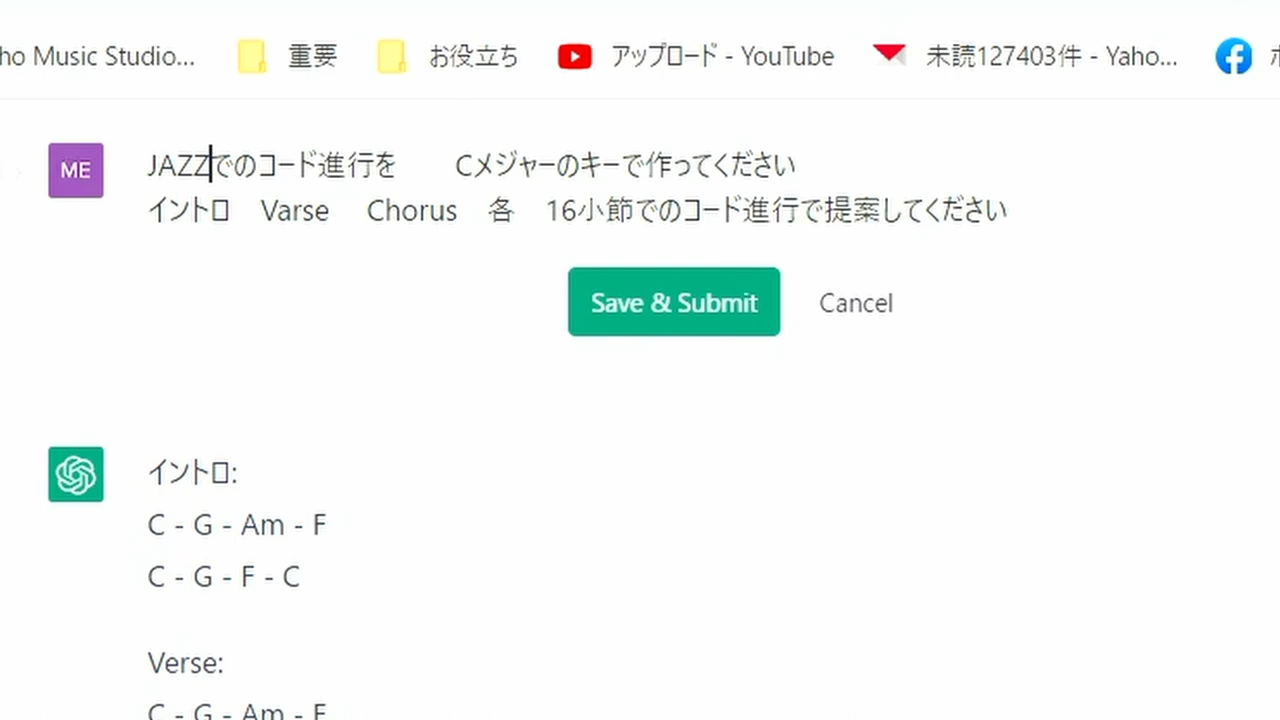 ho Music Studio... 重要 お役立ち アップロード - YouTube 未読127403件 - Yaho...
ME
JAZZでのコード進行を　　Cメジャーのキーで作ってください
イントロ　Varse　Chorus　各　16小節でのコード進行で提案してください
Save & Submit Cancel
イントロ:
C - G - Am - F
C - G - F - C
Verse:
C - G - Am - F